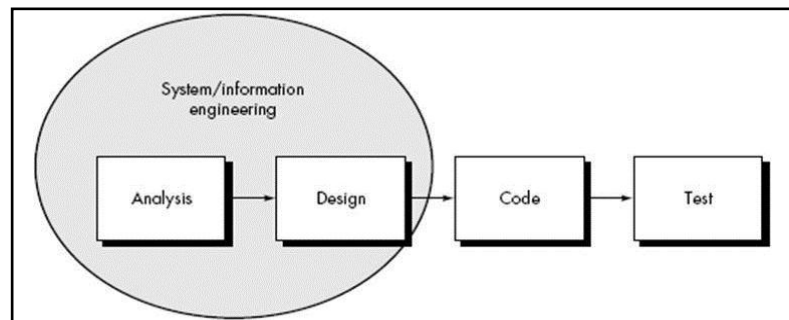 System/information
engineering
Analysis
Design
Code
Test